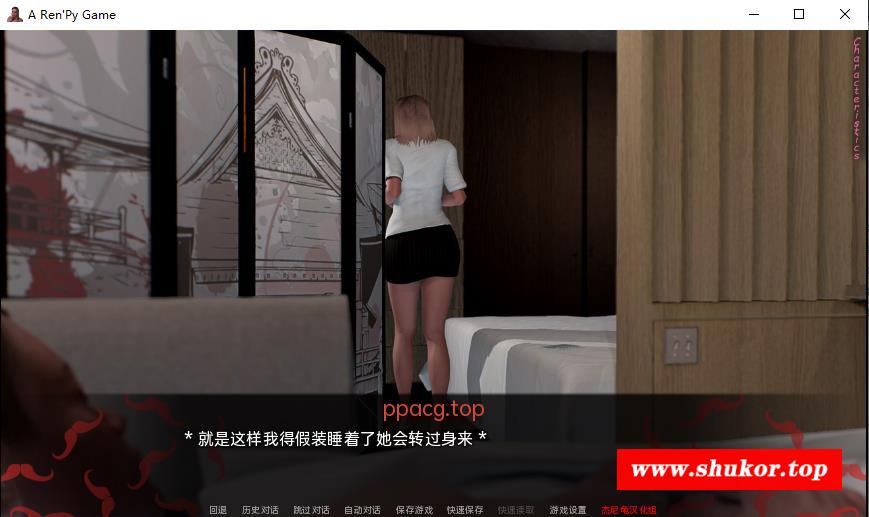 A Ren'Py Game
Characteristics
ppacg.top
* 就是这样我得假装睡着了她会转过身来 *
www.shukor.top
回退 历史对话 跳过对话 自动对话 保存游戏 快速保存 快速读取 游戏设置 杰尼龟汉化组